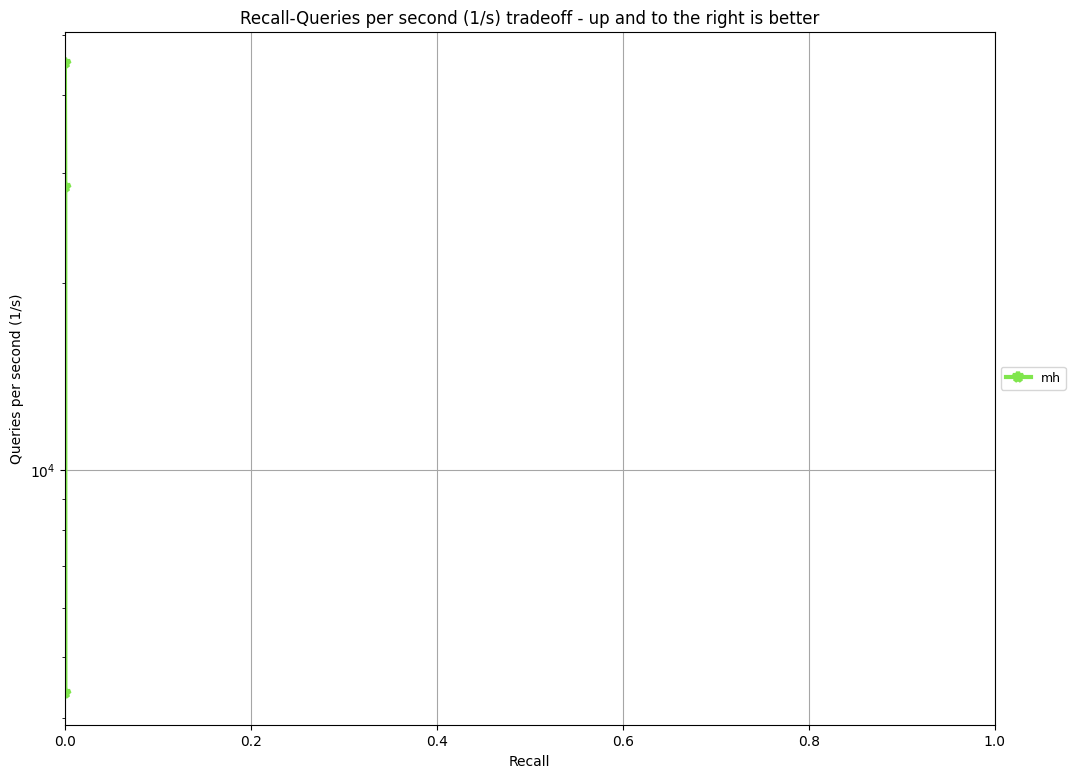 Recall-Queries per second (1/s) tradeoff - up and to the right is better
Queries per second (1/s)
10⁴
mh
0.0 0.2 0.4 0.6 0.8 1.0
Recall